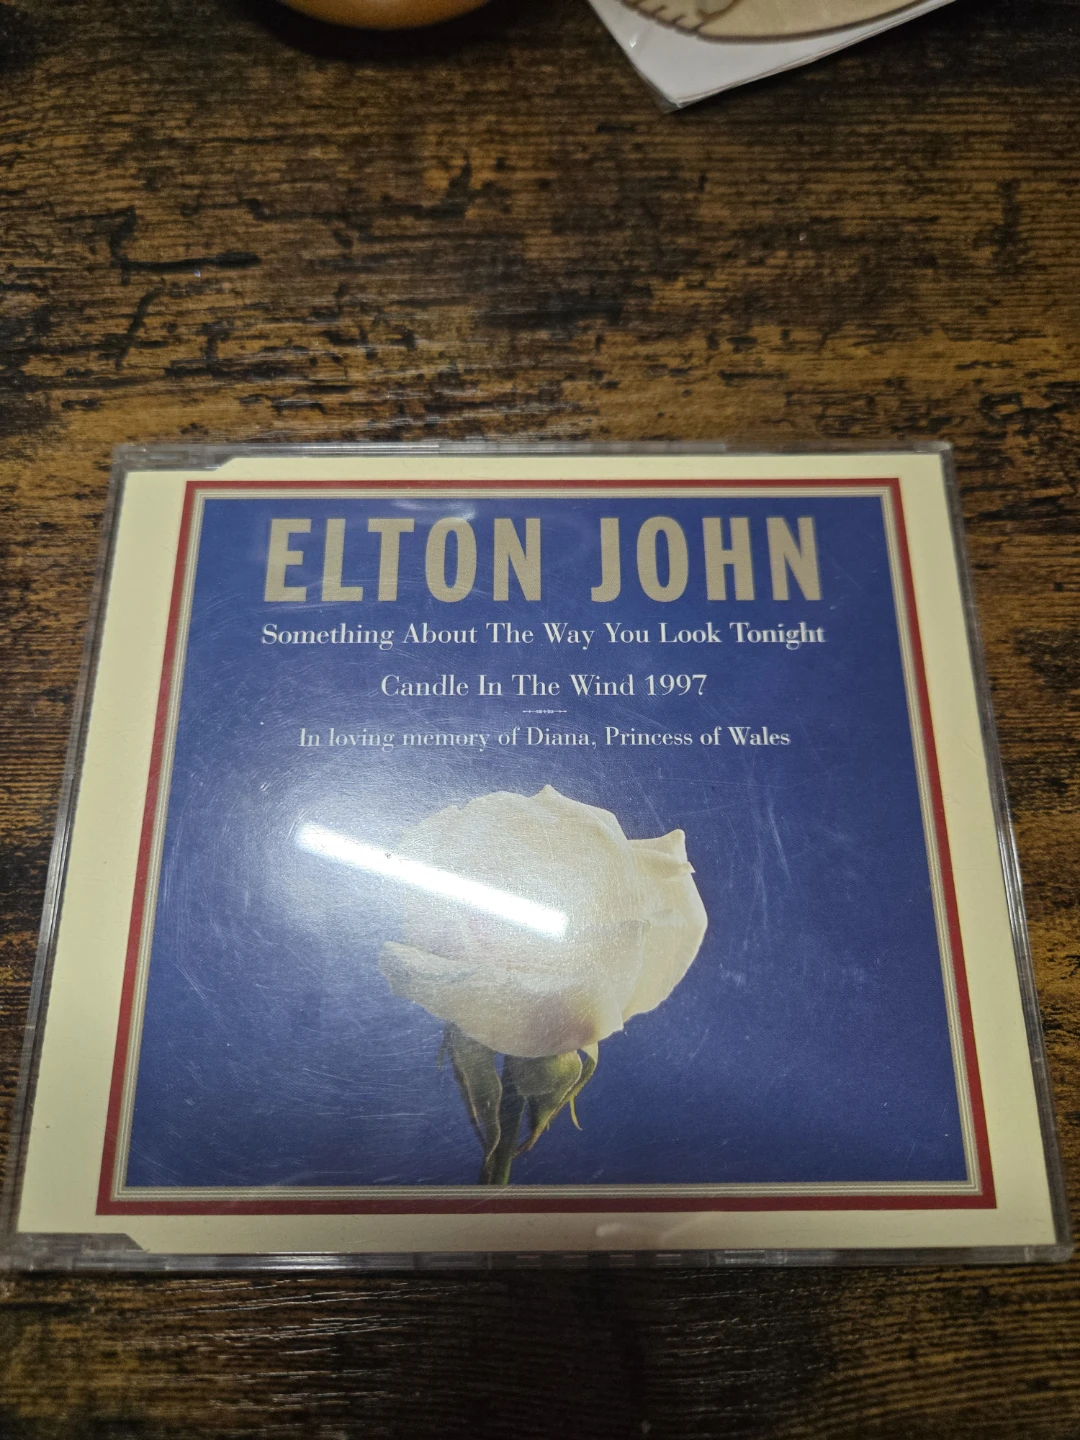 ELTON JOHN
Something About The Way You Look Tonight
Candle In The Wind 1997
In loving memory of Diana, Princess of Wales